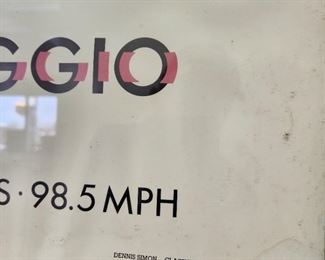 GGIO
S · 98.5 MPH
DENNIS SIMON